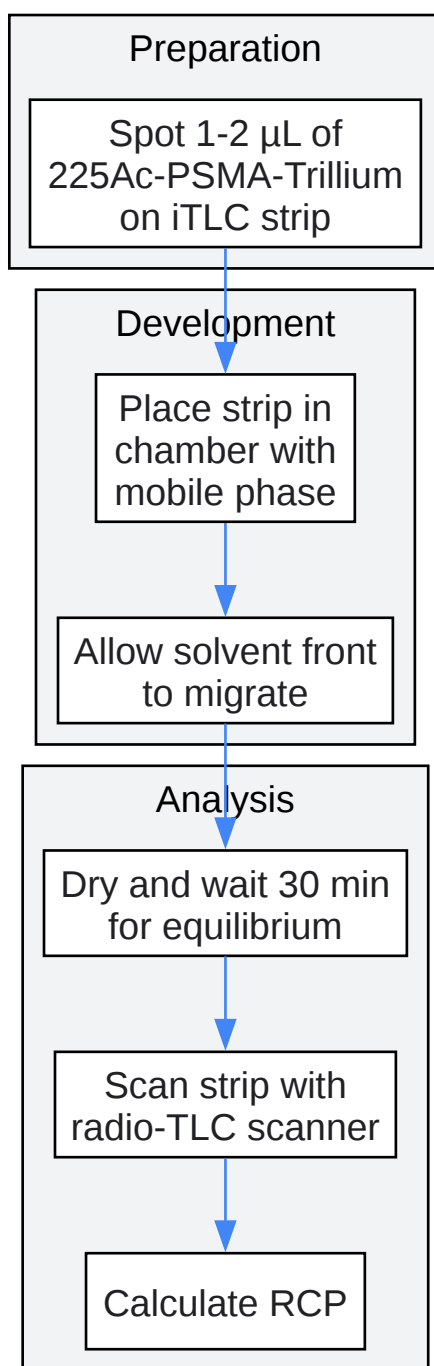 Preparation
Spot 1-2 µL of
225Ac-PSMA-Trillium
on iTLC strip
Development
Place strip in
chamber with
mobile phase
Allow solvent front
to migrate
Analysis
Dry and wait 30 min
for equilibrium
Scan strip with
radio-TLC scanner
Calculate RCP